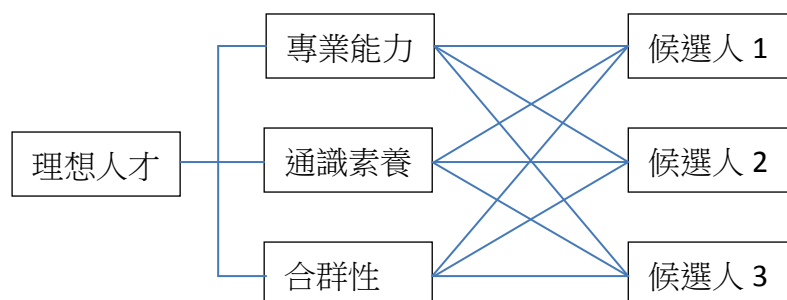 專業能力
候選人 1
理想人才
通識素養
候選人 2
合群性
候選人 3